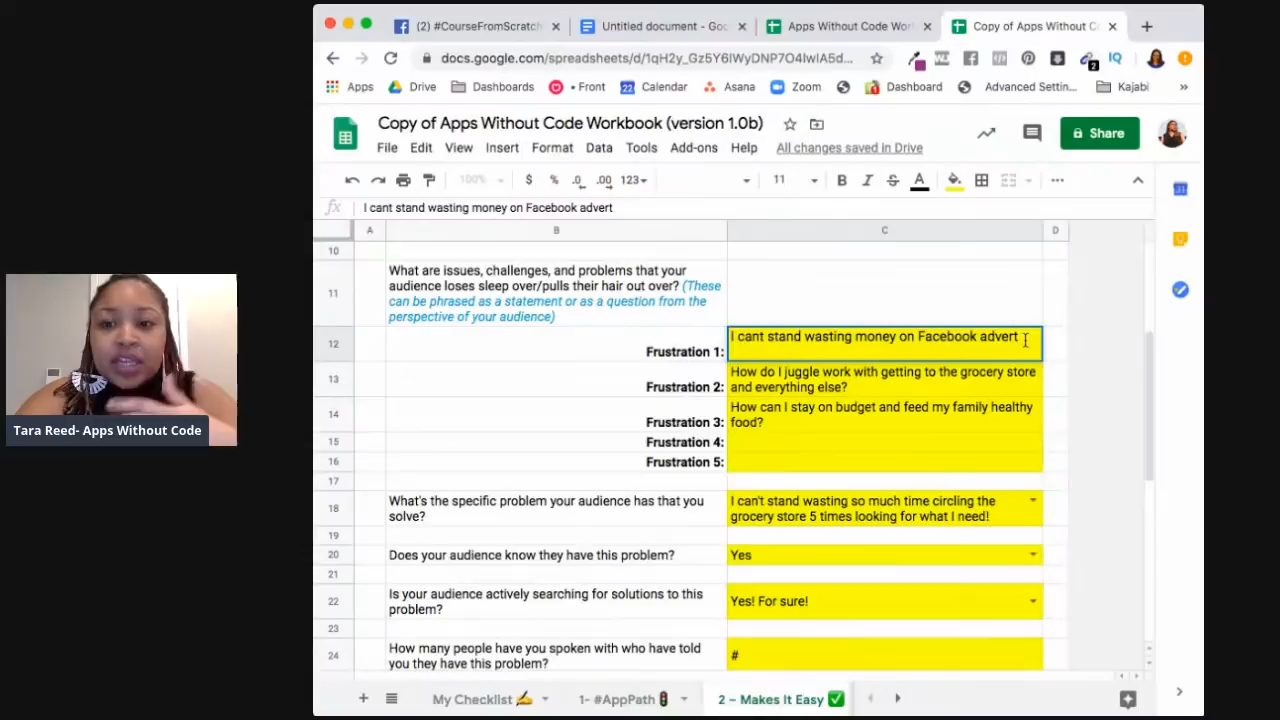 (2) #CourseFromScratch
Untitled document - Goo
Apps Without Code Work
Copy of Apps Without Co
docs.google.com/spreadsheets/d/1qH2y_Gz5Y6IWyDNP7O4IwIA5d...
IQ
2
Apps
Drive
Dashboards
• Front
22
Calendar
Asana
Zoom
Dashboard
Advanced Settin...
Kajabi
»
Copy of Apps Without Code Workbook (version 1.0b)
Share
File Edit View Insert Format Data Tools Add-ons Help All changes saved in Drive
100% $ % .0 .00 123 11 B I S A
fx I cant stand wasting money on Facebook advert
A B C D
10
11
What are issues, challenges, and problems that your
audience loses sleep over/pulls their hair out over? (These
can be phrased as a statement or as a question from the
perspective of your audience)
12
Frustration 1:
I cant stand wasting money on Facebook advert
13
Frustration 2:
How do I juggle work with getting to the grocery store
and everything else?
14
Frustration 3:
How can I stay on budget and feed my family healthy
food?
15
Frustration 4:
16
Frustration 5:
17
18
What's the specific problem your audience has that you
solve?
I can't stand wasting so much time circling the
grocery store 5 times looking for what I need!
19
20
Does your audience know they have this problem?
Yes
21
22
Is your audience actively searching for solutions to this
problem?
Yes! For sure!
23
24
How many people have you spoken with who have told
you they have this problem?
#
My Checklist
1- #AppPath
2 – Makes It Easy
Tara Reed- Apps Without Code